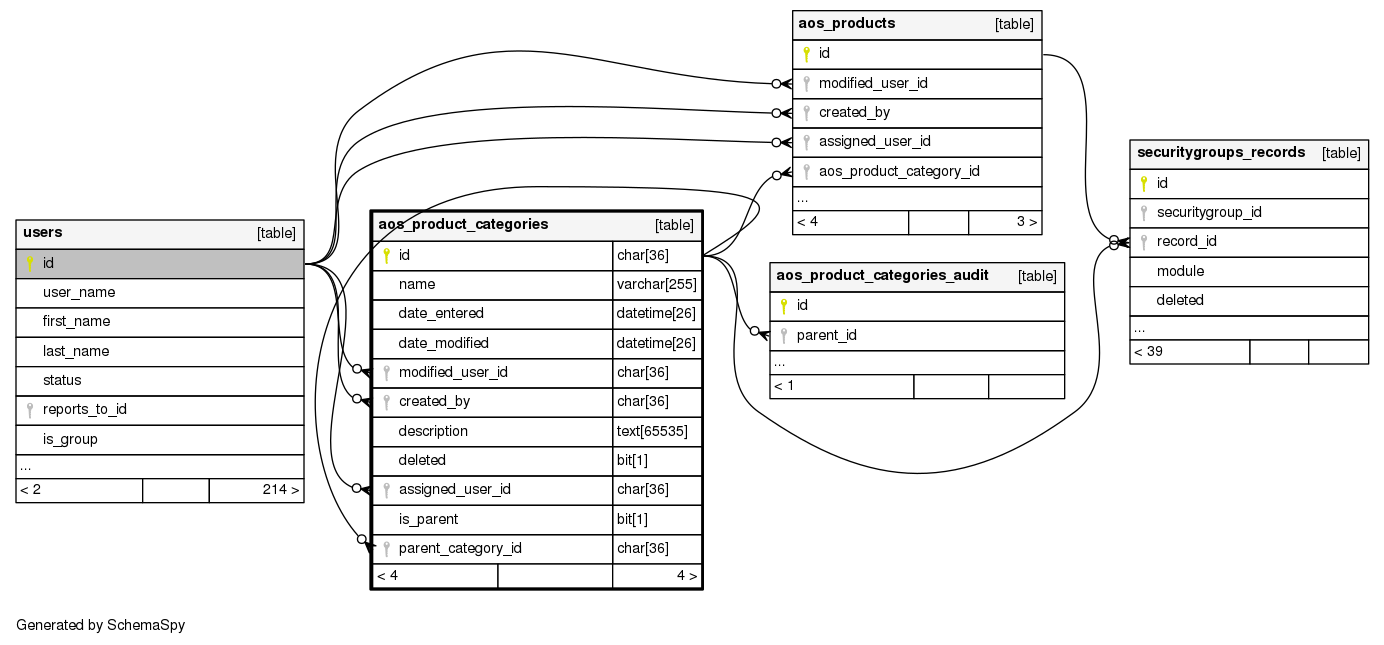 users [table]
id
user_name
first_name
last_name
status
reports_to_id
is_group
...
< 2 214 >
aos_product_categories [table]
id char[36]
name varchar[255]
date_entered datetime[26]
date_modified datetime[26]
modified_user_id char[36]
created_by char[36]
description text[65535]
deleted bit[1]
assigned_user_id char[36]
is_parent bit[1]
parent_category_id char[36]
< 4 4 >
aos_products [table]
id
modified_user_id
created_by
assigned_user_id
aos_product_category_id
...
< 4 3 >
aos_product_categories_audit [table]
id
parent_id
...
< 1
securitygroups_records [table]
id
securitygroup_id
record_id
module
deleted
...
< 39
Generated by SchemaSpy